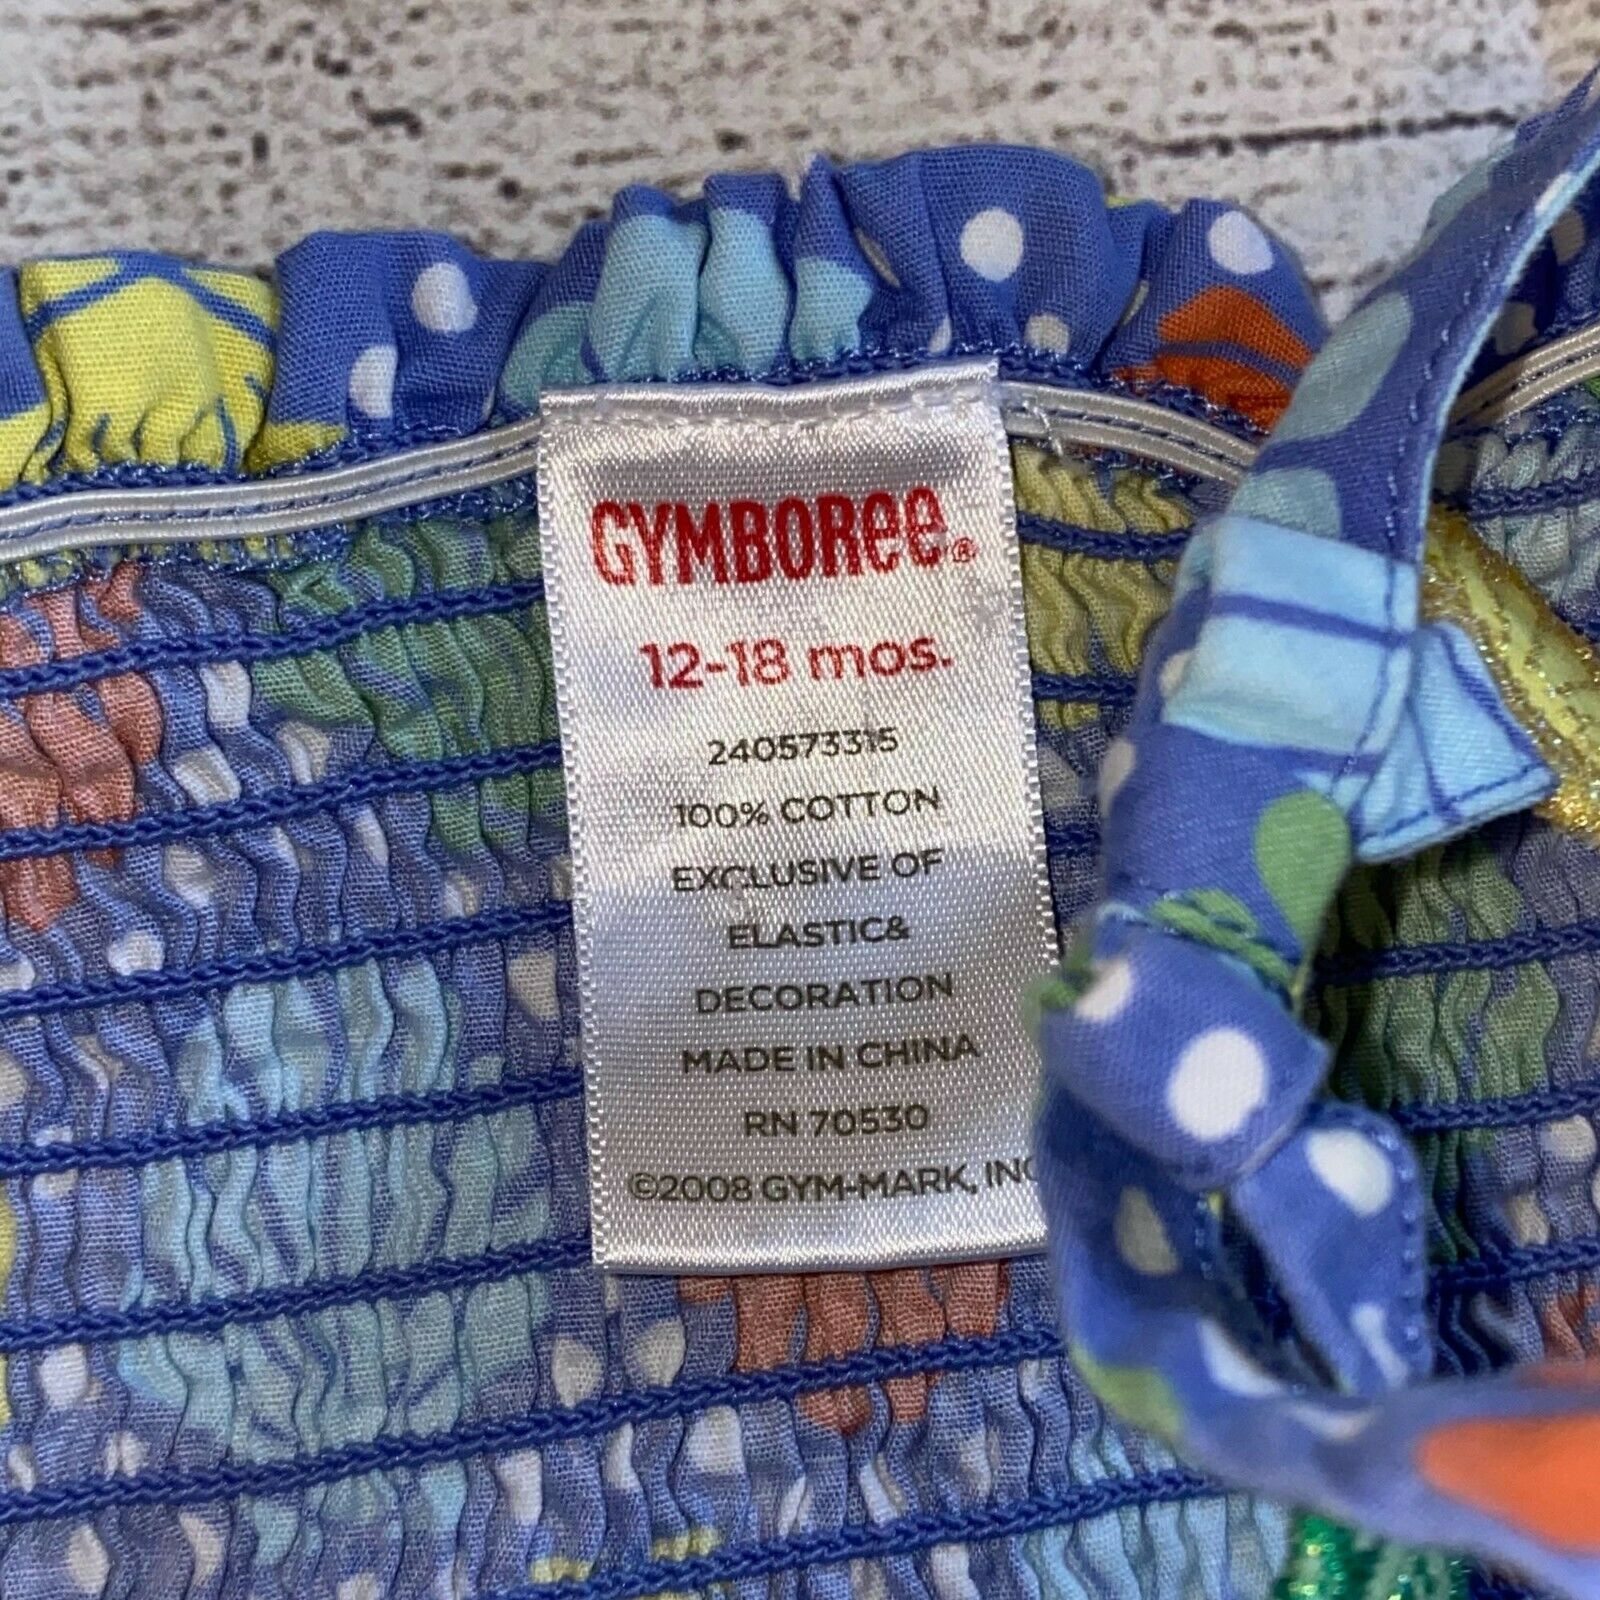 GYMBOREE®
12-18 mos.
240573315
100% COTTON
EXCLUSIVE OF
ELASTIC&
DECORATION
MADE IN CHINA
RN 70530
©2008 GYM-MARK, INC